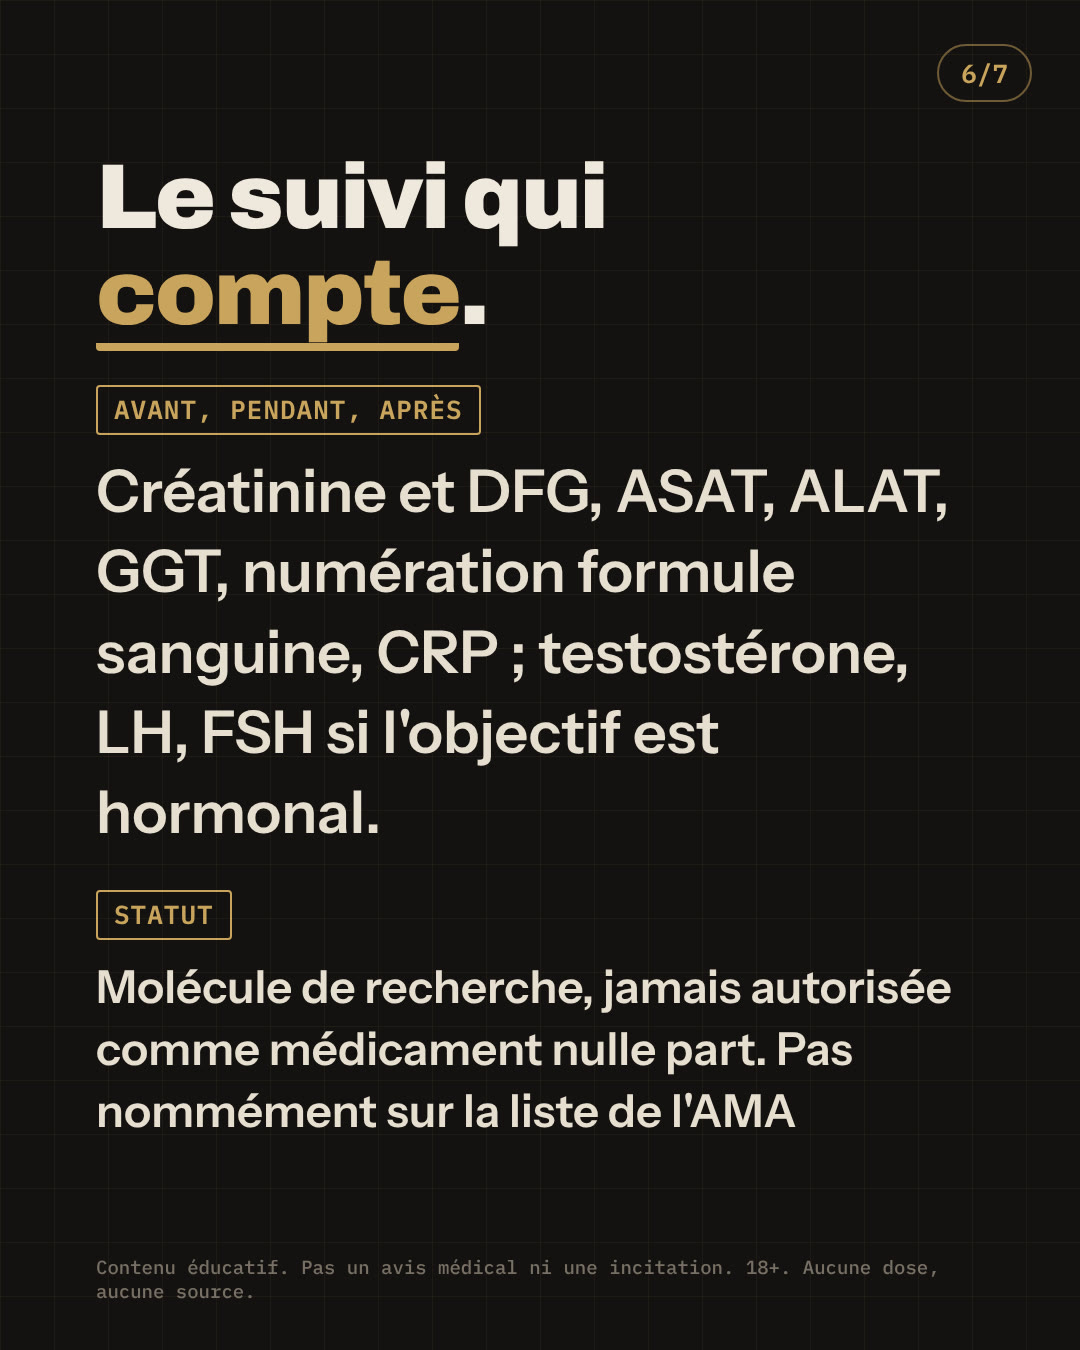 6/7
Le suivi qui
compte.
AVANT, PENDANT, APRÈS
Créatinine et DFG, ASAT, ALAT,
GGT, numération formule
sanguine, CRP ; testostérone,
LH, FSH si l'objectif est
hormonal.
STATUT
Molécule de recherche, jamais autorisée
comme médicament nulle part. Pas
nommément sur la liste de l'AMA
Contenu éducatif. Pas un avis médical ni une incitation. 18+. Aucune dose,
aucune source.